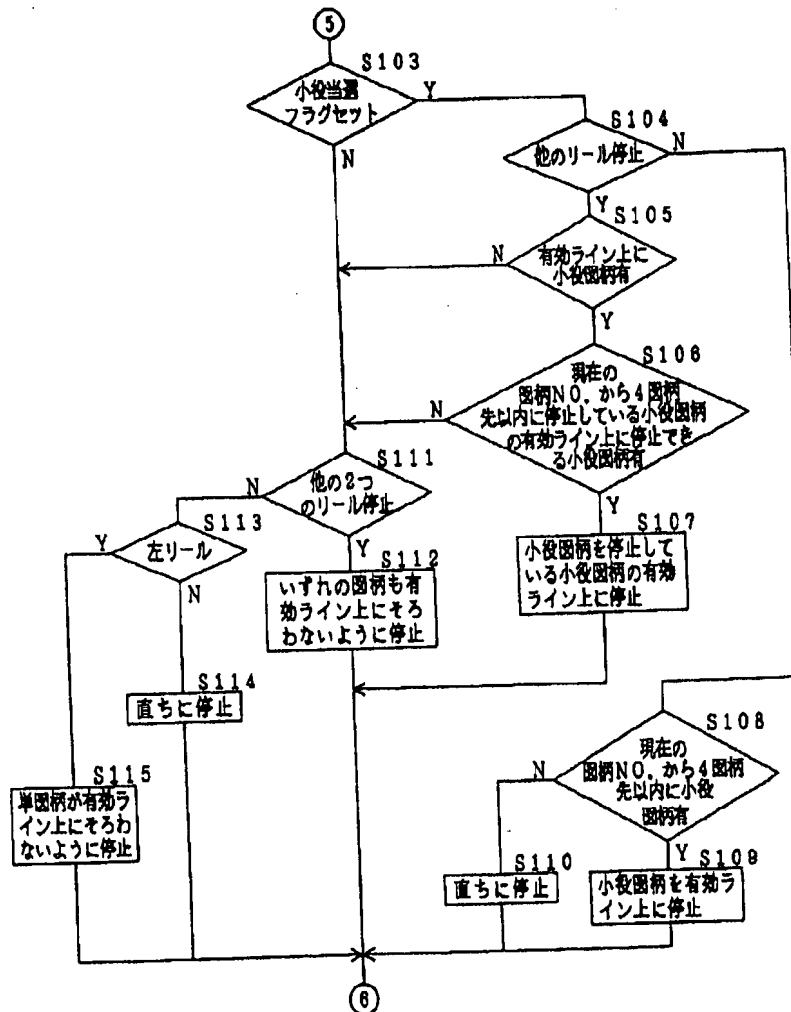 5
S103
小役当選
フラグセット
Y
N
S104
他のリール停止
N
Y
S105
有効ライン上に
小役図柄有
N
Y
S106
現在の
図柄NO.から4図柄
先以内に停止している小役図柄
の有効ライン上に停止でき
る小役図柄有
N
Y
S111
他の2つ
のリール停止
N
Y
S107
小役図柄を停止して
いる小役図柄の有効
ライン上に停止
S113
左リール
Y
N
S112
いずれの図柄も有
効ライン上にそろ
わないように停止
S114
直ちに停止
S108
現在の
図柄NO.から4図柄
先以内に小役
図柄有
N
Y
S115
単図柄が有効ライ
ン上にそろわ
ないように停止
S110
直ちに停止
S109
小役図柄を有効ラ
イン上に停止
6